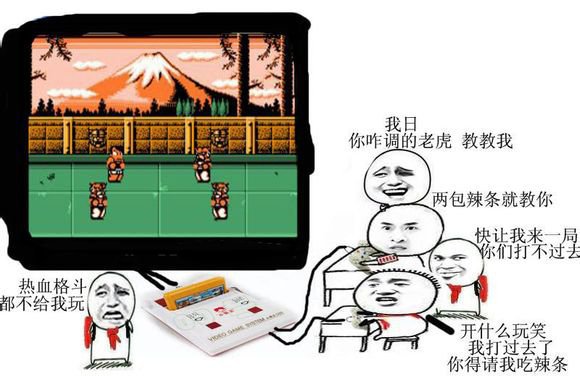 我日
你咋调的老虎 教教我
两包辣条就教你
快让我来一局
你们打不过去
热血格斗
都不给我玩
VIDEO GAME SYSTEM
开什么玩笑
我打过去了
你得请我吃辣条